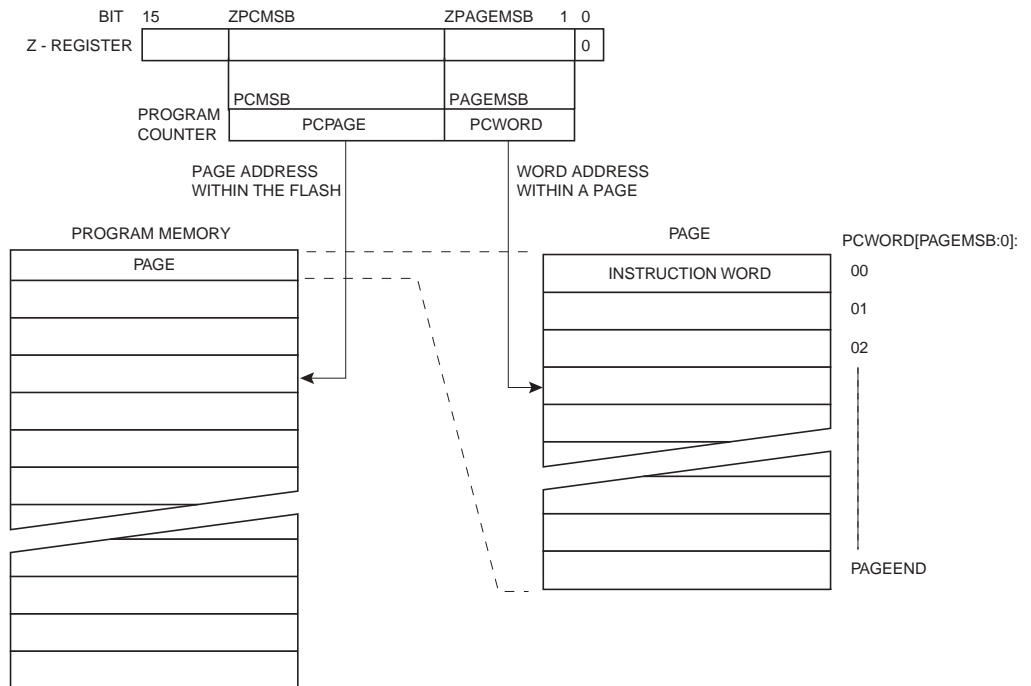 BIT 15 ZPCMSB ZPAGEMSB 1 0
Z - REGISTER 0
PCMSB PAGEMSB
PROGRAM
COUNTER
PCPAGE PCWORD
PAGE ADDRESS
WITHIN THE FLASH
WORD ADDRESS
WITHIN A PAGE
PROGRAM MEMORY
PAGE
PAGE
PCWORD[PAGEMSB:0]:
INSTRUCTION WORD
00
01
02
PAGEEND